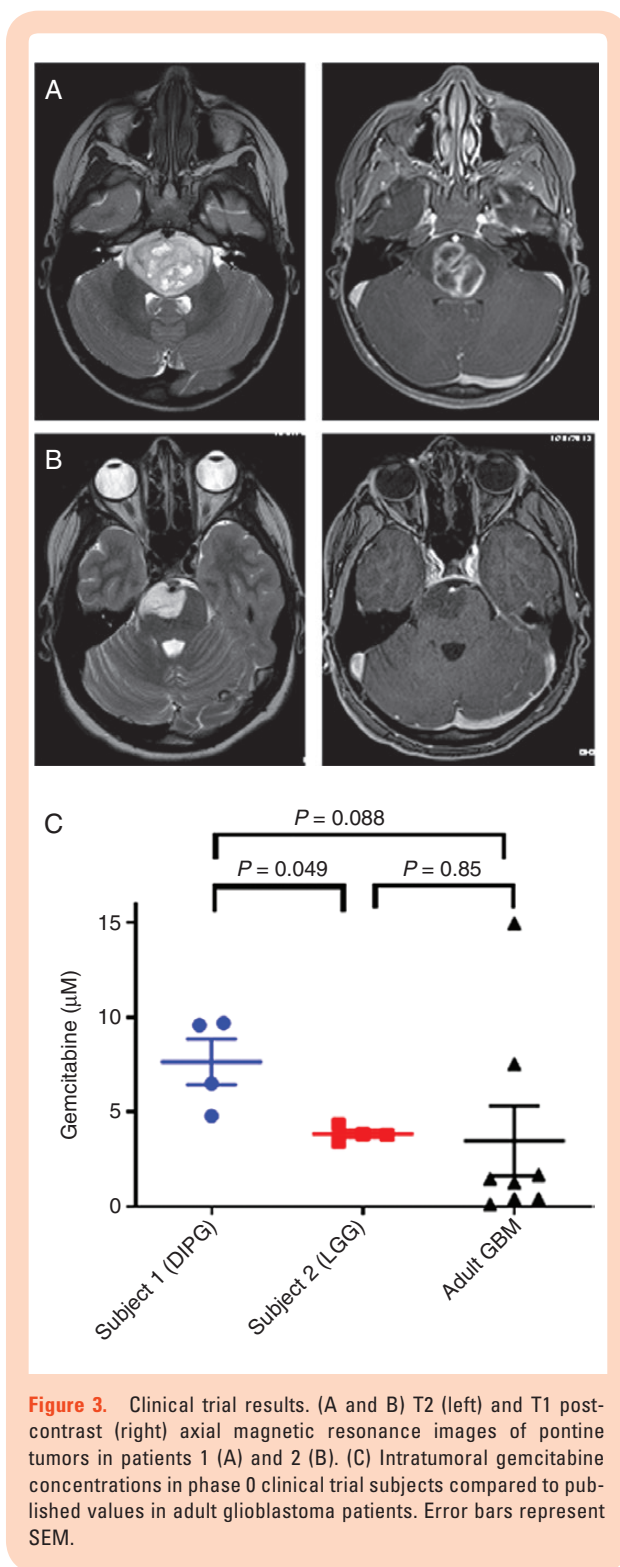 A
B
C
P = 0.088
P = 0.049
P = 0.85
15
10
5
0
Gemcitabine (µM)
Subject 1 (DIPG)
Subject 2 (LGG)
Adult GBM
Figure 3. Clinical trial results. (A and B) T2 (left) and T1 post-
contrast (right) axial magnetic resonance images of pontine
tumors in patients 1 (A) and 2 (B). (C) Intratumoral gemcitabine
concentrations in phase 0 clinical trial subjects compared to pub-
lished values in adult glioblastoma patients. Error bars represent
SEM.